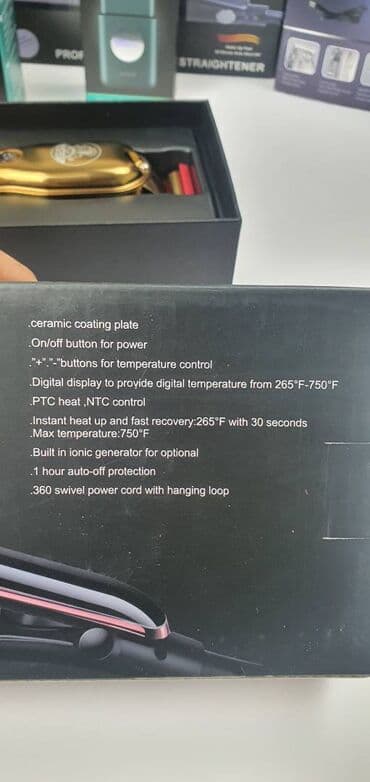 PROF
STRAIGHTENER
.ceramic coating plate
.On/off button for power
."+"."-"buttons for temperature control
.Digital display to provide digital temperature from 265°F-750°F
.PTC heat ,NTC control
.Instant heat up and fast recovery:265°F with 30 seconds
.Max temperature:750°F
.Built in ionic generator for optional
.1 hour auto-off protection
.360 swivel power cord with hanging loop